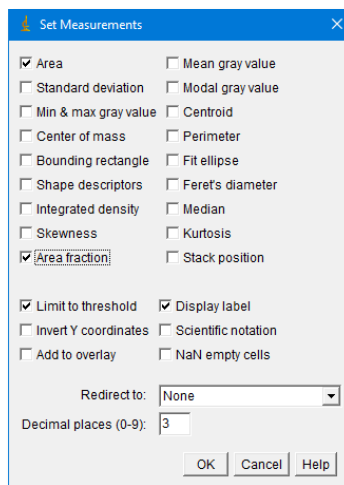 Set Measurements
Area Mean gray value
Standard deviation Modal gray value
Min & max gray value Centroid
Center of mass Perimeter
Bounding rectangle Fit ellipse
Shape descriptors Feret's diameter
Integrated density Median
Skewness Kurtosis
Area fraction Stack position
Limit to threshold Display label
Invert Y coordinates Scientific notation
Add to overlay NaN empty cells
Redirect to: None
Decimal places (0-9): 3
OK Cancel Help